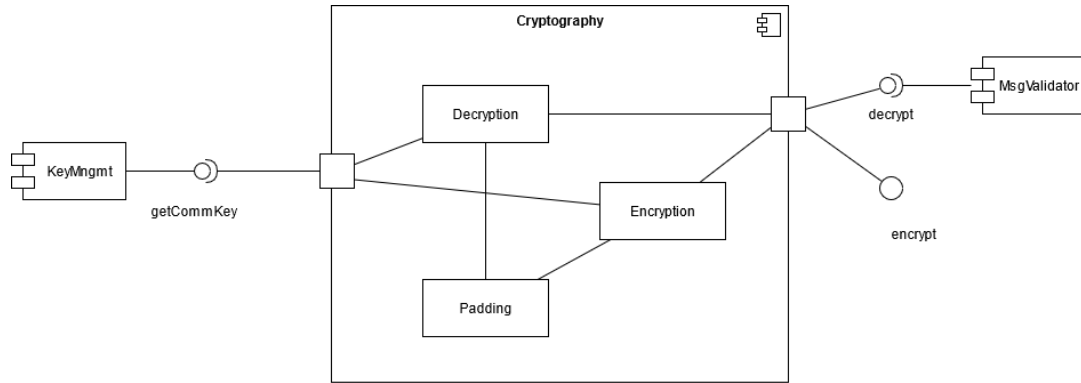 Cryptography
Decryption
MsgValidator
decrypt
KeyMngmt
getCommKey
Encryption
encrypt
Padding